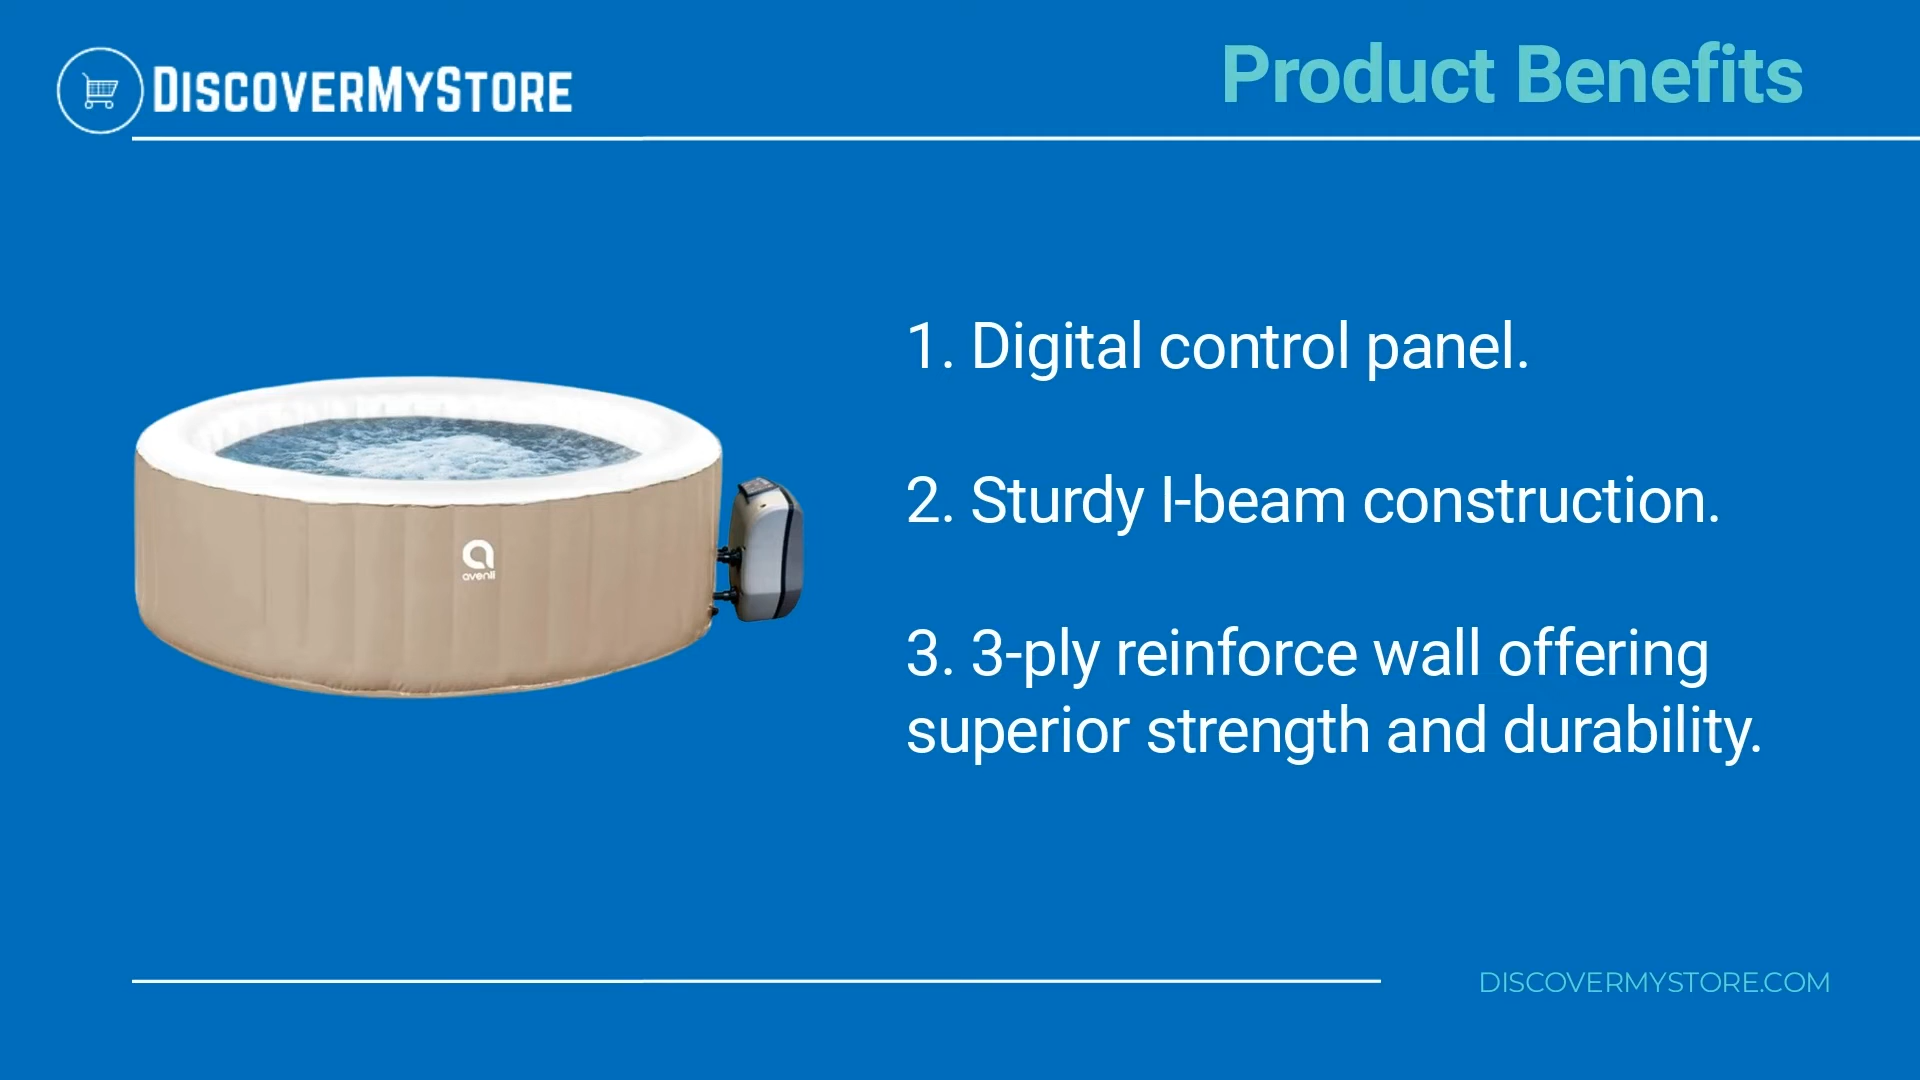 DISCOVERMYSTORE
Product Benefits
1. Digital control panel.
2. Sturdy I-beam construction.
3. 3-ply reinforce wall offering
superior strength and durability.
avenli
DISCOVERMYSTORE.COM